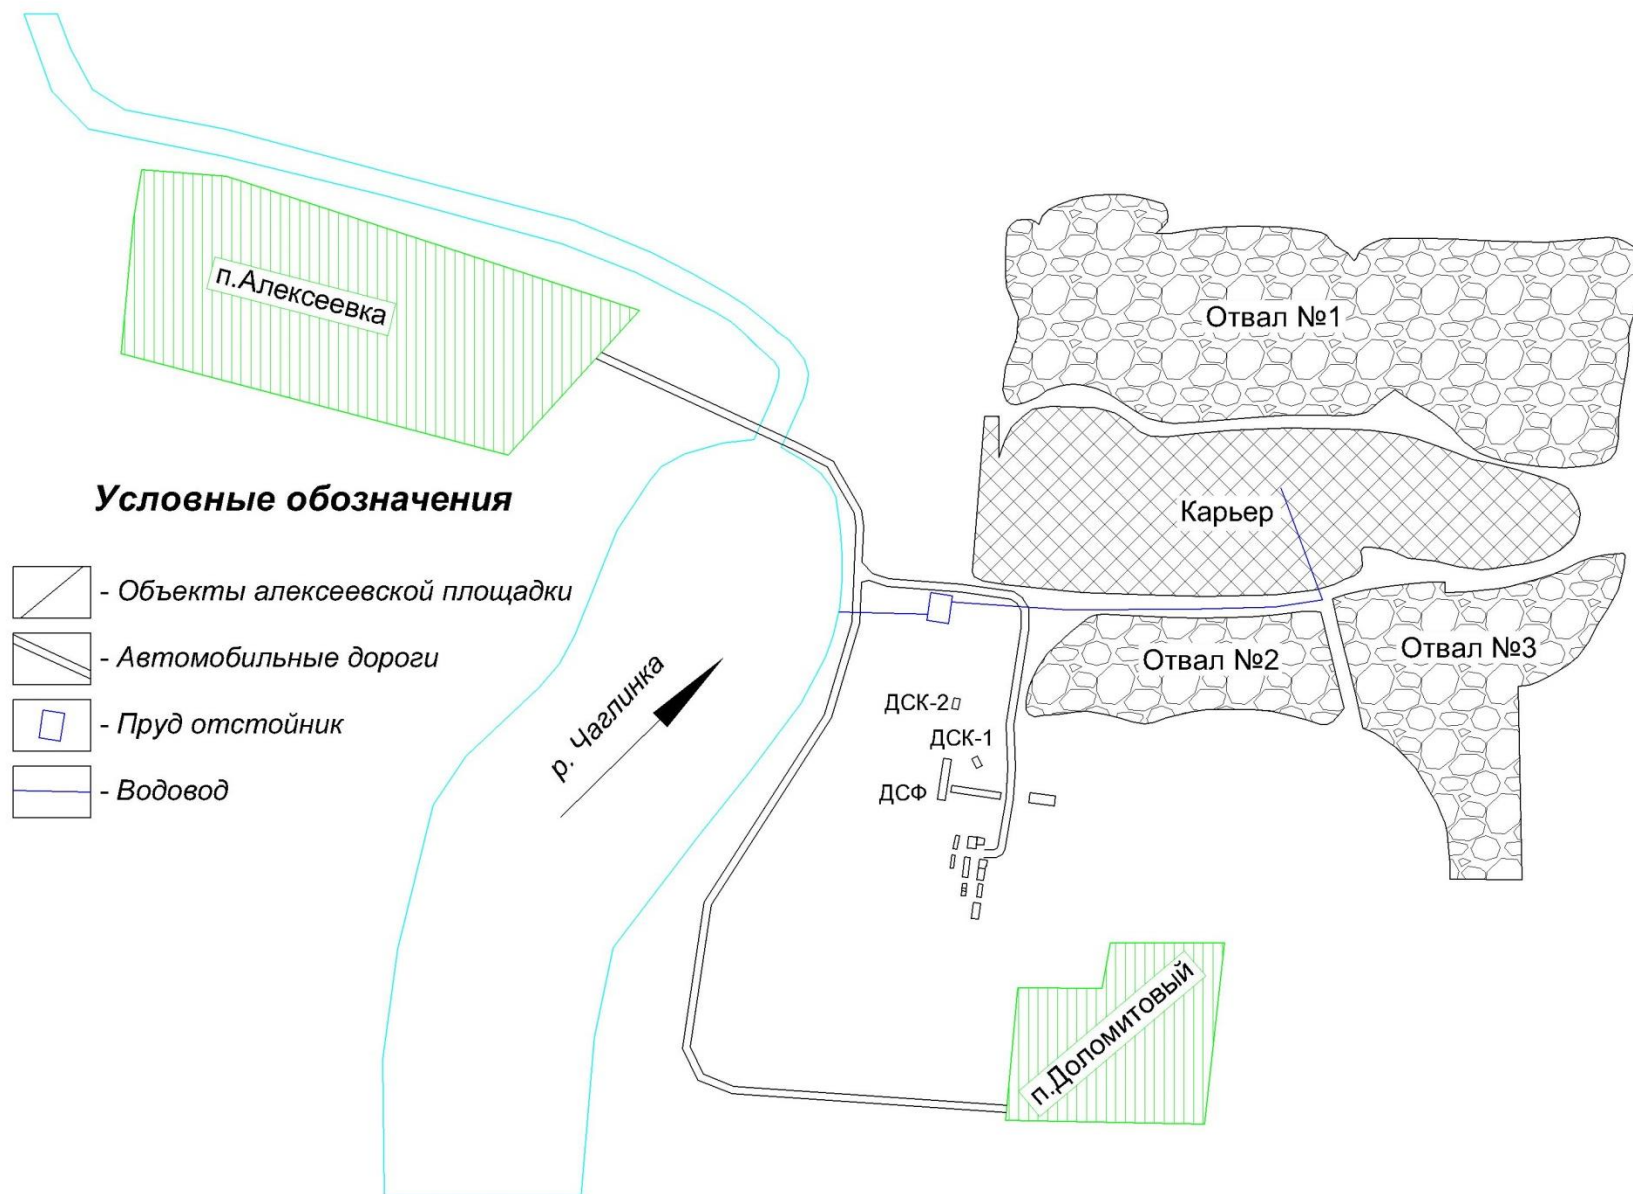 п.Алексеевка
Отвал №1
Условные обозначения
Карьер
- Объекты алексеевской площадки
- Автомобильные дороги
Отвал №2
Отвал №3
р. Чаглинка
ДСК-2
- Пруд отстойник
ДСК-1
- Водовод
ДСФ
п.Доломитовый